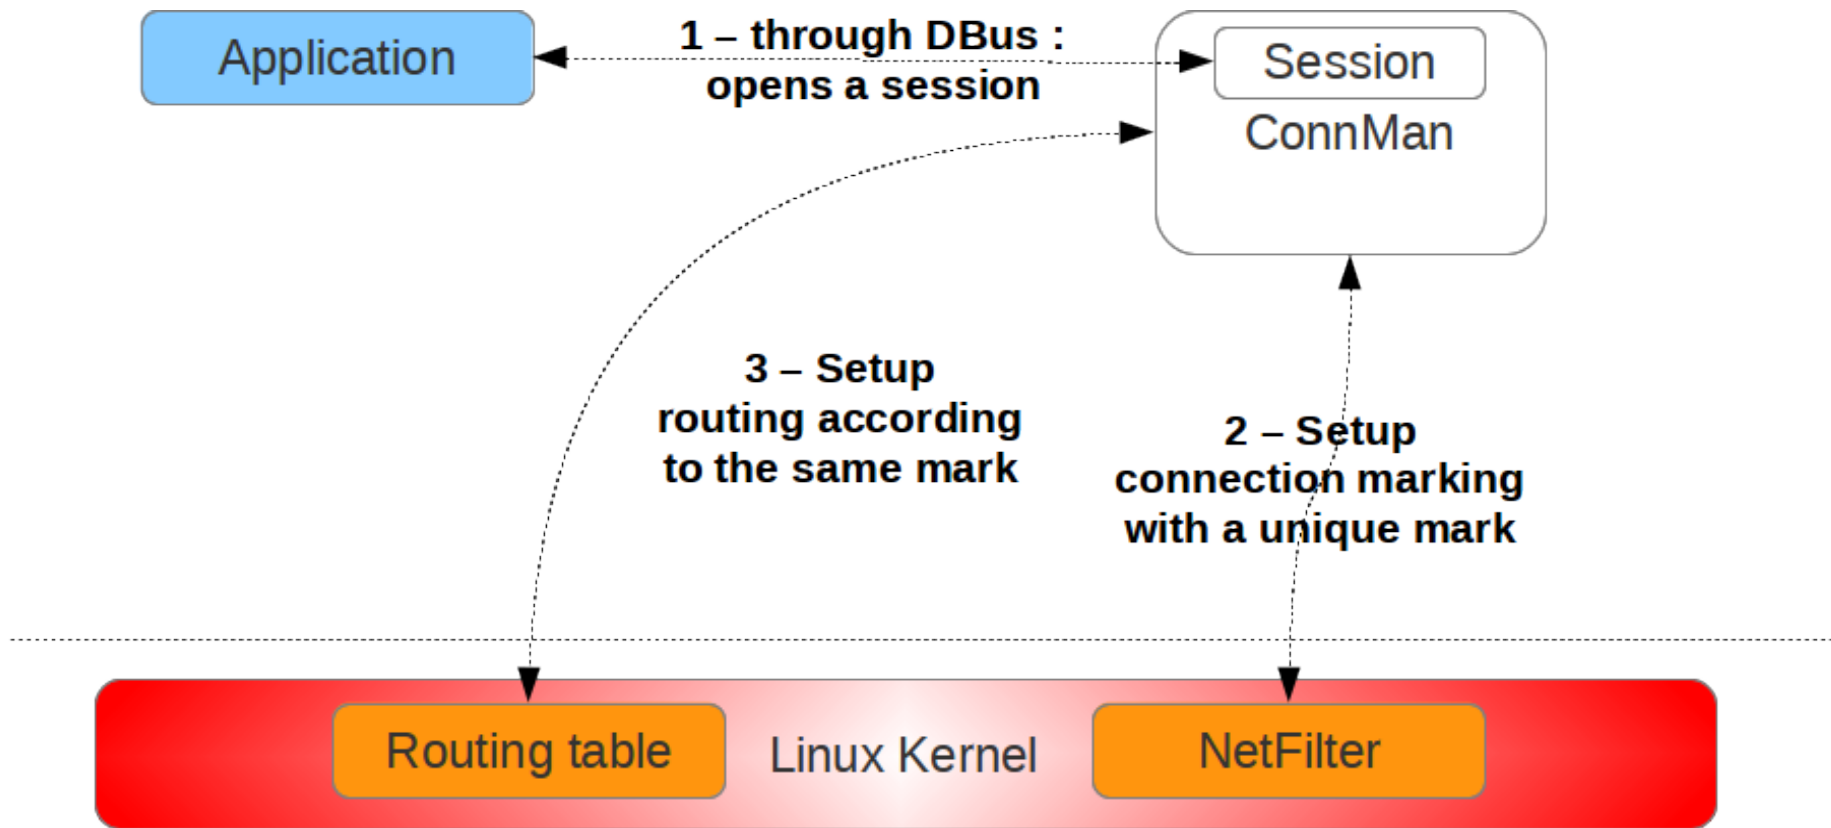 Application
1 – through DBus :
opens a session
Session
ConnMan
3 – Setup
routing according
to the same mark
2 – Setup
connection marking
with a unique mark
Routing table
Linux Kernel
NetFilter